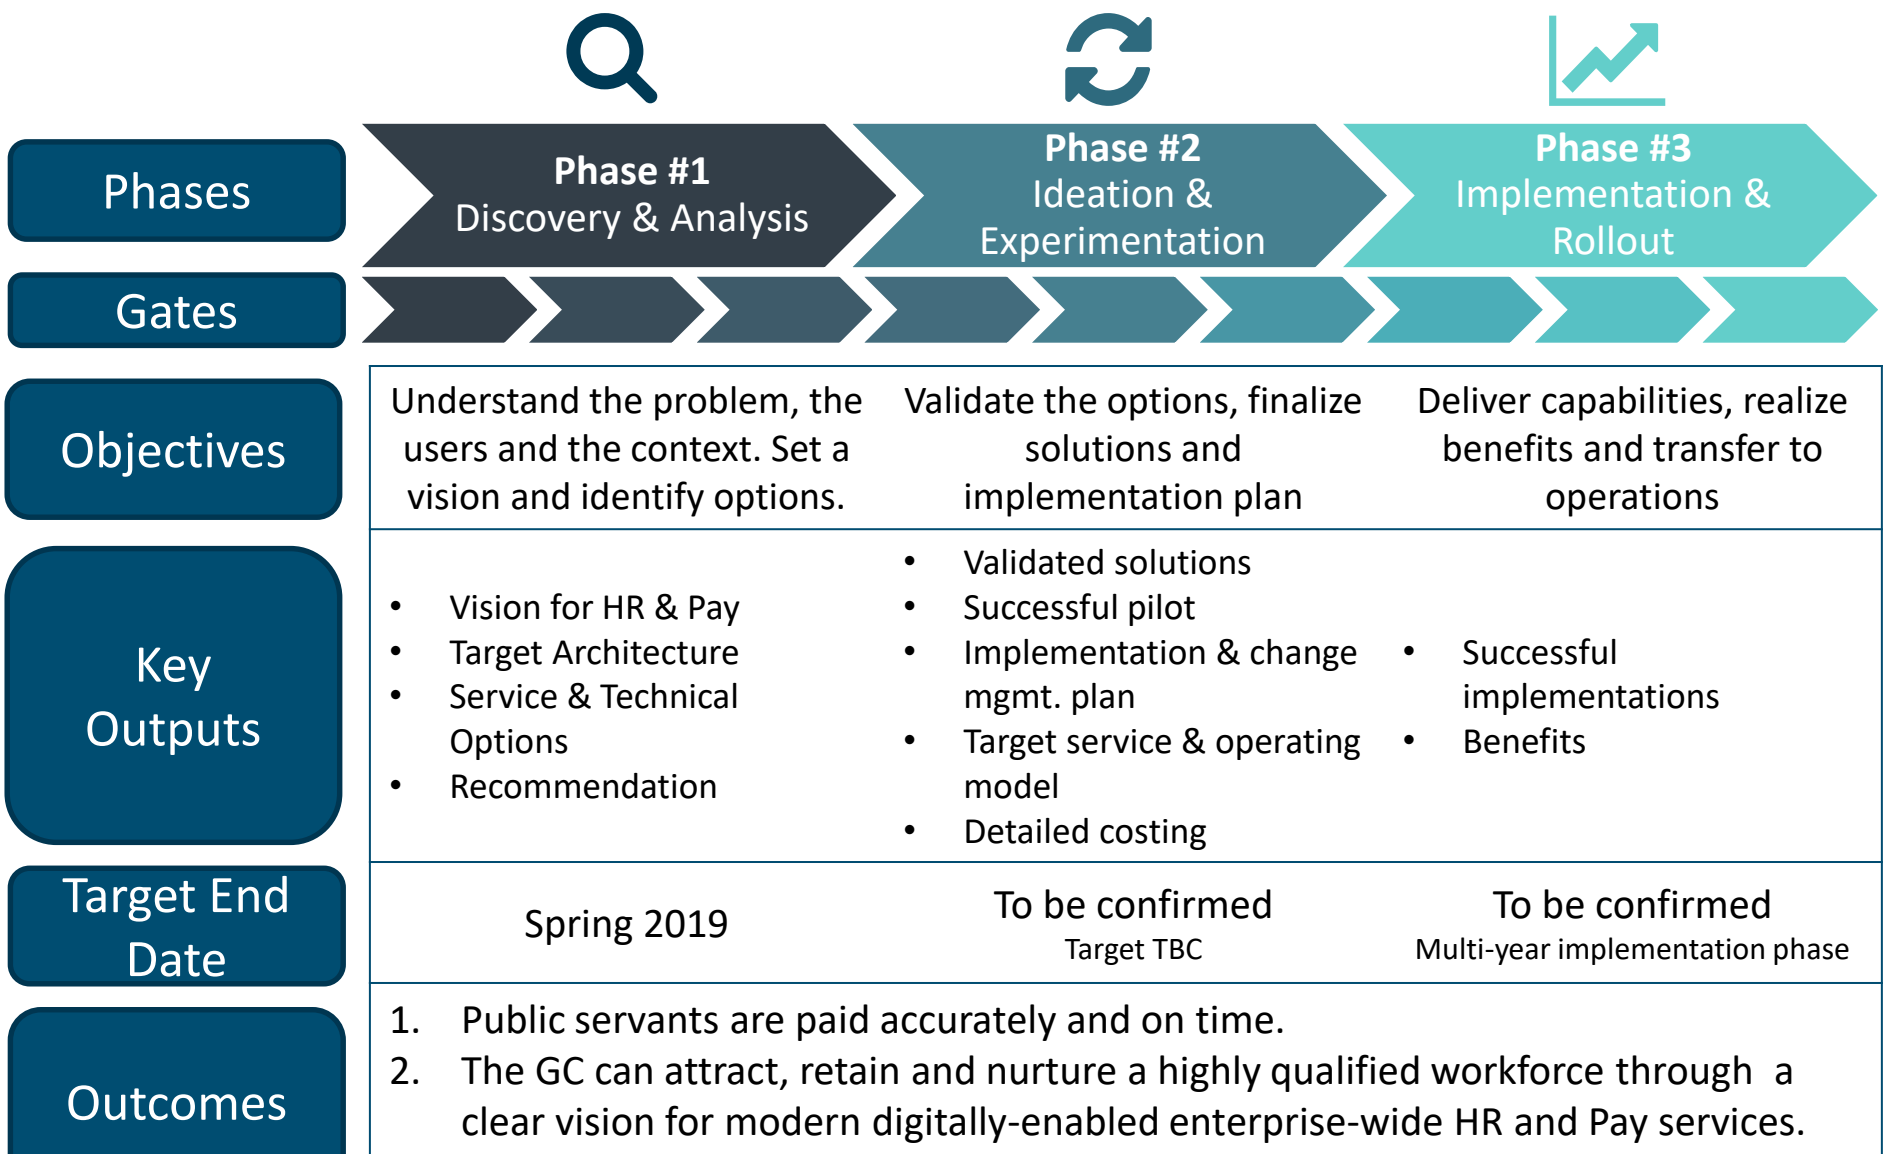 Phases
Phase #1
Discovery & Analysis
Phase #2
Ideation &
Experimentation
Phase #3
Implementation &
Rollout
Gates
Objectives
Understand the problem, the
users and the context. Set a
vision and identify options.
Validate the options, finalize
solutions and
implementation plan
Deliver capabilities, realize
benefits and transfer to
operations
Key
Outputs
• Vision for HR & Pay
• Target Architecture
• Service & Technical
Options
• Recommendation
• Validated solutions
• Successful pilot
• Implementation & change
mgmt. plan
• Target service & operating
model
• Detailed costing
• Successful
implementations
• Benefits
Target End
Date
Spring 2019
To be confirmed
Target TBC
To be confirmed
Multi-year implementation phase
Outcomes
1. Public servants are paid accurately and on time.
2. The GC can attract, retain and nurture a highly qualified workforce through a
clear vision for modern digitally-enabled enterprise-wide HR and Pay services.